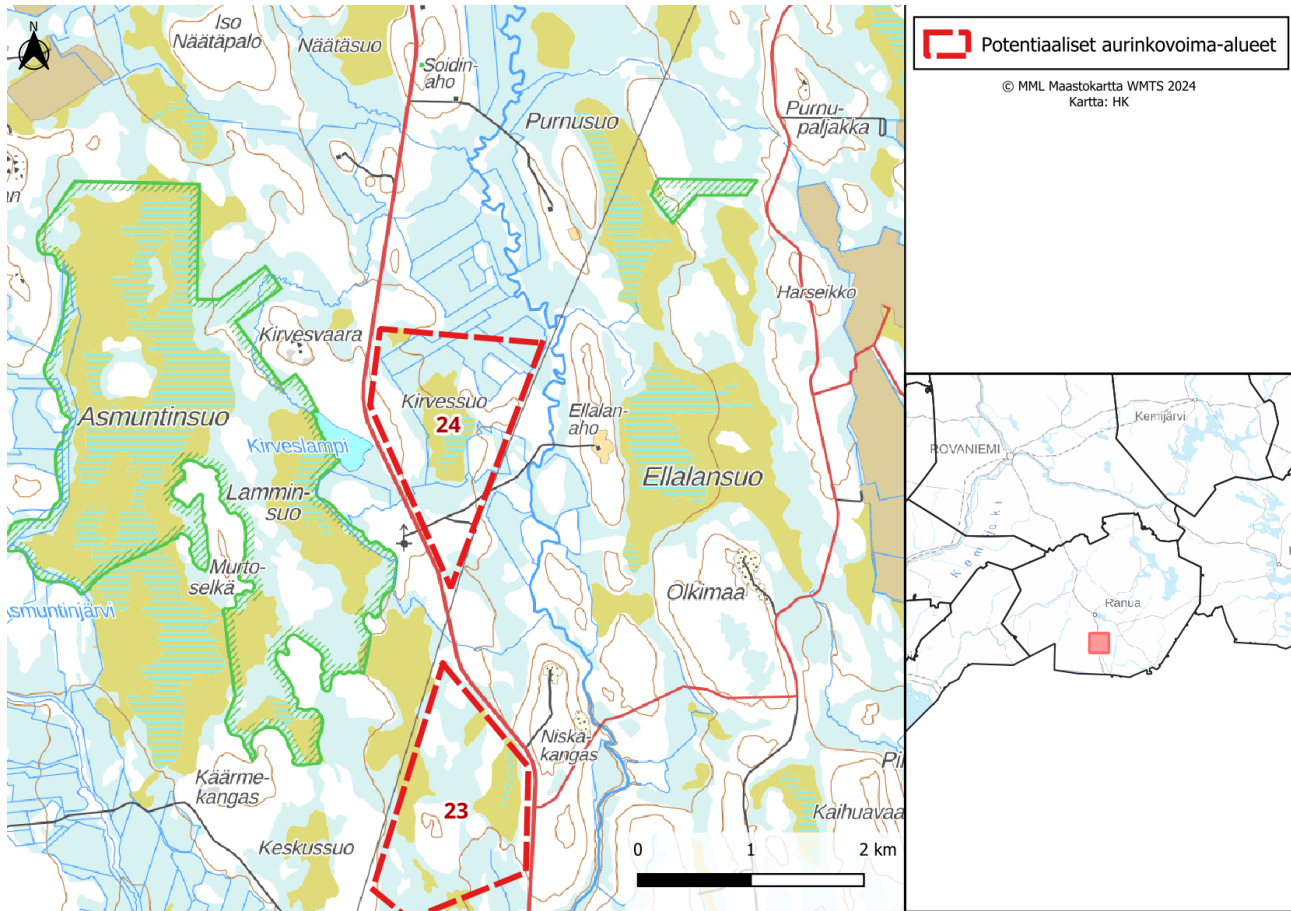 N
Iso
Näätäpalo
Näätäsuo
Soidin-
aho
Purnusuo
Purnu-
paljakka
Harseikko
Kirvesvaara
Asmuntinsuo
Kirveslampi
Kirvessuo
24
Ellalan-
aho
Ellalansuo
Lammin-
suo
Murto-
selkä
Olkimaa
Käärme-
kangas
Keskussuo
23
Niskä-
kangas
Kaihuavaa
0 1 2 km
Potentiaaliset aurinkovoima-alueet
© MML Maastokartta WMTS 2024
Kartta: HK
Kemijärvi
ROVANIEMI
Kemijoki
Ranua